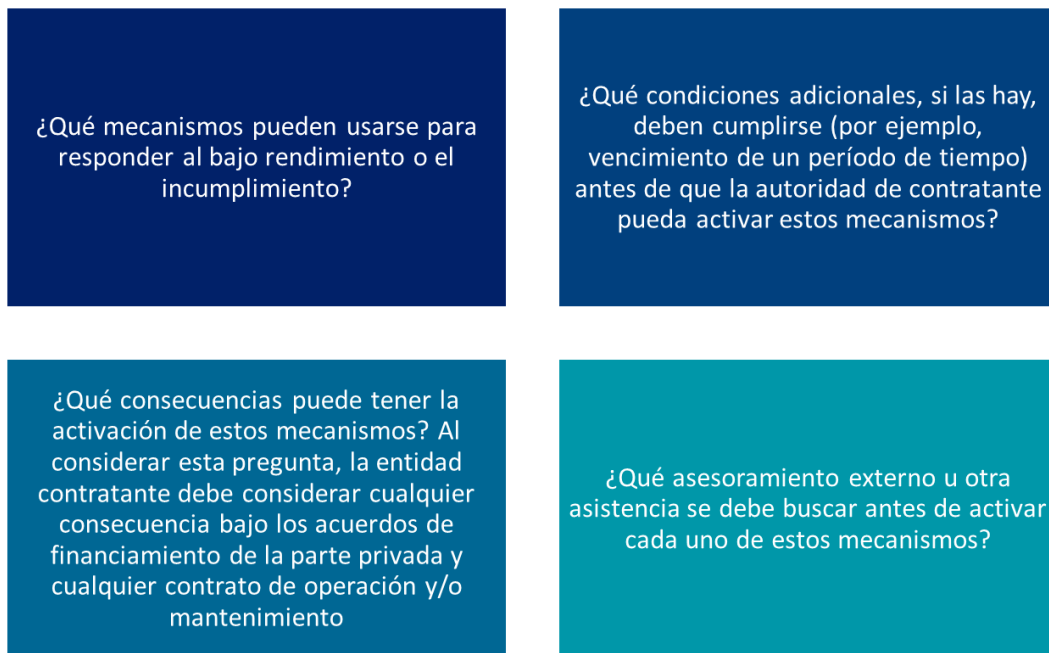 ¿Qué mecanismos pueden usarse para
responder al bajo rendimiento o el
incumplimiento?
¿Qué condiciones adicionales, si las hay,
deben cumplirse (por ejemplo,
vencimiento de un período de tiempo)
antes de que la autoridad de contratante
pueda activar estos mecanismos?
¿Qué consecuencias puede tener la
activación de estos mecanismos? Al
considerar esta pregunta, la entidad
contratante debe considerar cualquier
consecuencia bajo los acuerdos de
financiamiento de la parte privada y
cualquier contrato de operación y/o
mantenimiento
¿Qué asesoramiento externo u otra
asistencia se debe buscar antes de activar
cada uno de estos mecanismos?